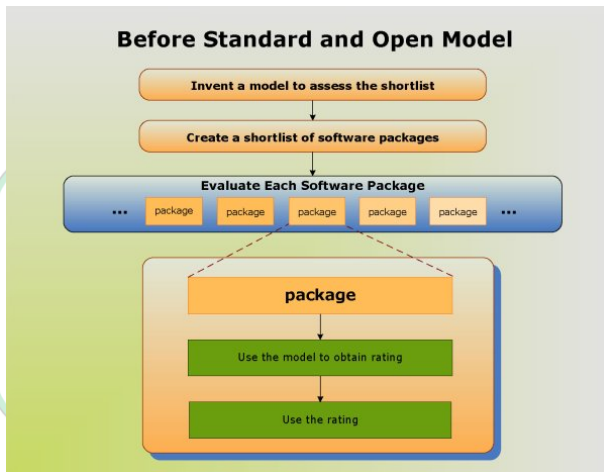 Before Standard and Open Model
Invent a model to assess the shortlist
Create a shortlist of software packages
Evaluate Each Software Package
... package package package package package ...
package
Use the model to obtain rating
Use the rating